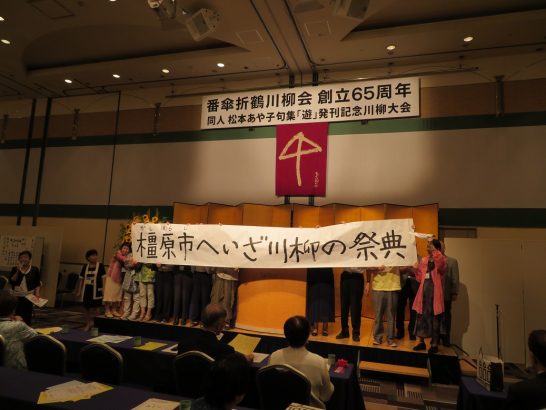 番傘折鶴川柳会 創立65周年
同人 松本あや子句集「遊」発刊記念川柳大会
橿原市へいざ川柳の祭典